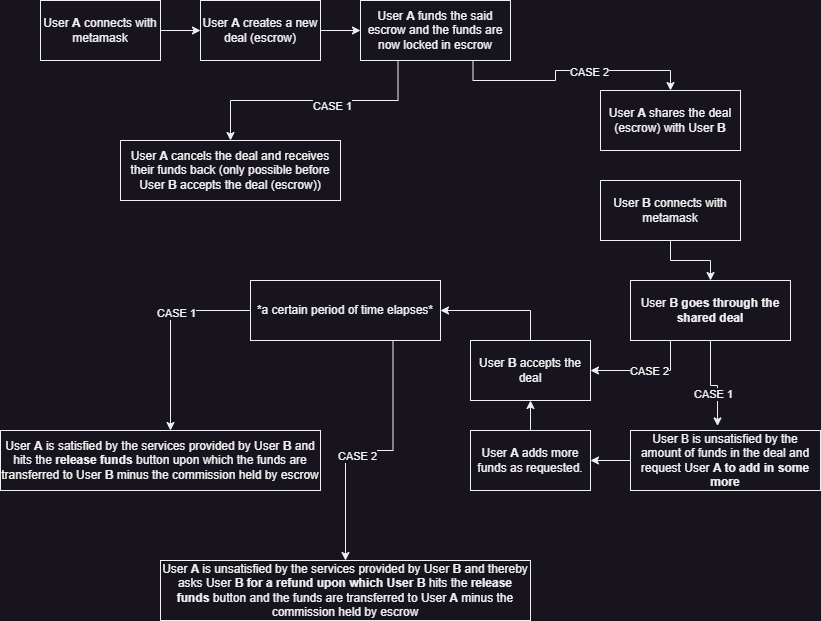 User A connects with
metamask
User A creates a new
deal (escrow)
User A funds the said
escrow and the funds are
now locked in escrow
CASE 2
CASE 1
User A shares the deal
(escrow) with User B
User A cancels the deal and receives
their funds back (only possible before
User B accepts the deal (escrow))
User B connects with
metamask
User B goes through the
shared deal
*a certain period of time elapses*
CASE 1
User B accepts the
deal
CASE 2
CASE 1
User A is satisfied by the services provided by User B and
hits the release funds button upon which the funds are
transferred to User B minus the commission held by escrow
CASE 2
User A adds more
funds as requested.
User B is unsatisfied by the
amount of funds in the deal and
request User A to add in some
more
User A is unsatisfied by the services provided by User B and thereby
asks User B for a refund upon which User B hits the release
funds button and the funds are transferred to User A minus the
commission held by escrow